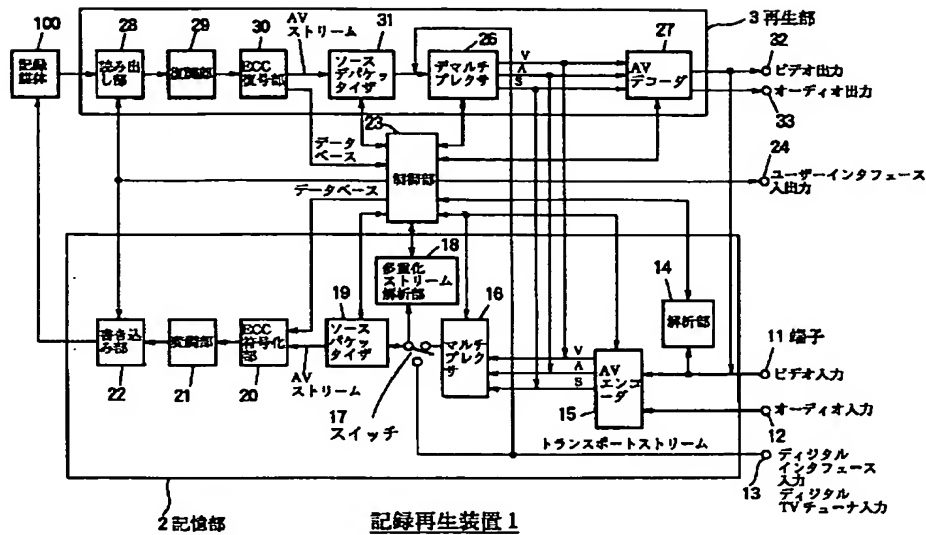 3 再生部
100
記録
媒体
28
読み出
し部
29
復調部
30
ECC
復号部
AV
ストリーム
31
ソース
デパケッ
タイザ
26
デマルチ
プレクサ
V
A
S
27
AV
デコーダ
32
ビデオ出力
オーディオ出力
33
23
制御部
データ
ベース
データベース
24
ユーザーインタフェース
入出力
18
多重化
ストリーム
解析部
14
解析部
19
ソース
パケッ
タイザ
16
マルチ
プレク
サ
V
A
S
AV
エンコ
ーダ
15
11 端子
ビデオ入力
オーディオ入力
12
書き込
み部
22
変調部
21
ECC
符号化
部
20
AV
ストリーム
17
スイッチ
トランスポートストリーム
13
ディジタル
インタフェース
入力
ディジタル
TVチューナ入力
2 記憶部
記録再生装置1